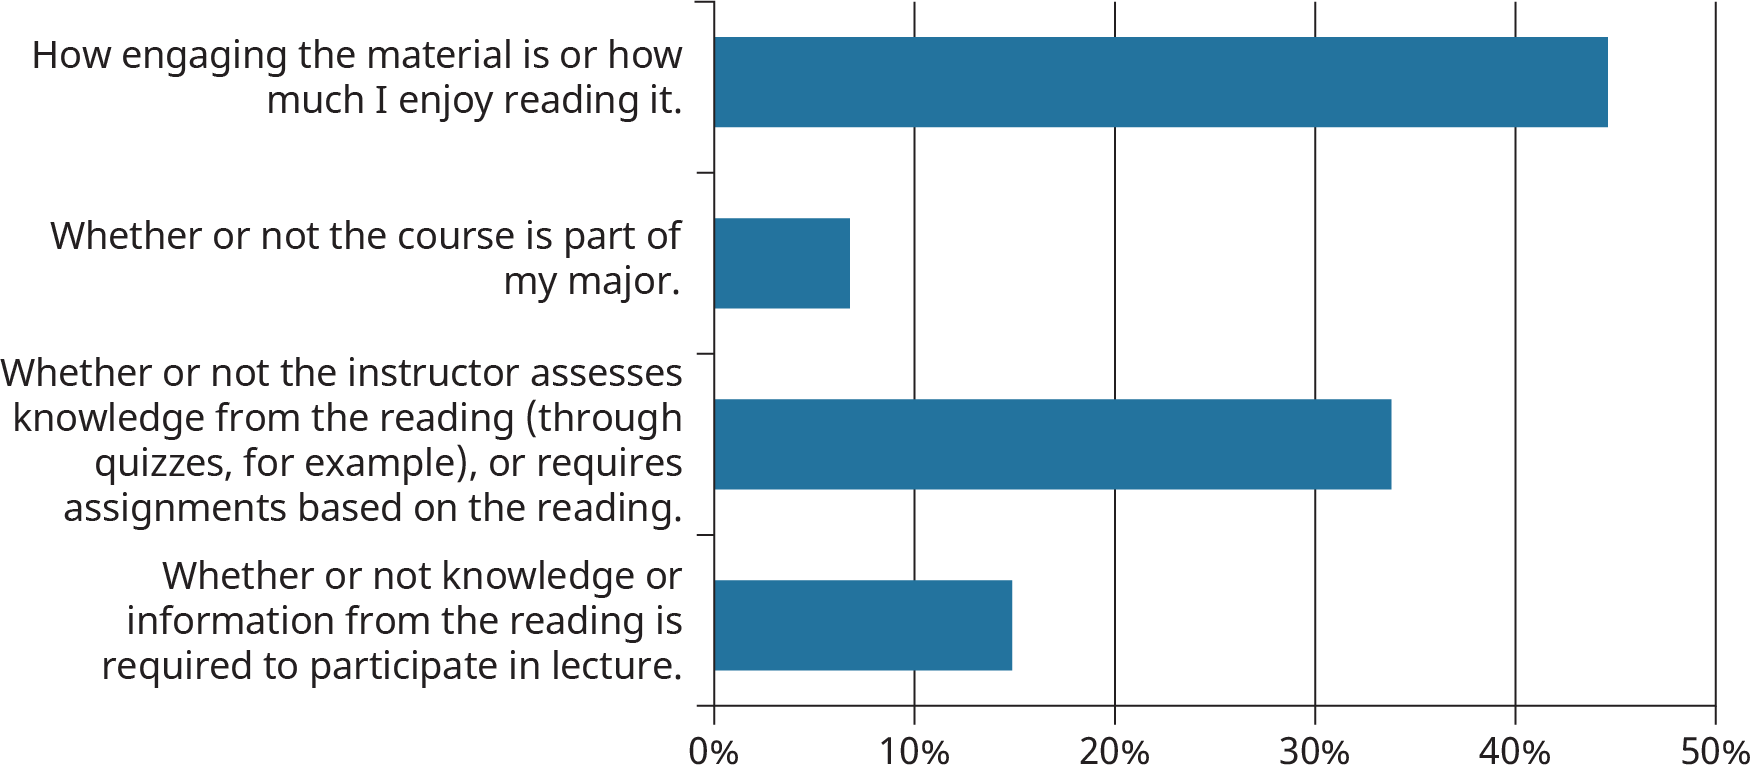 How engaging the material is or how
much I enjoy reading it.
Whether or not the course is part of
my major.
Whether or not the instructor assesses
knowledge from the reading (through
quizzes, for example), or requires
assignments based on the reading.
Whether or not knowledge or
information from the reading is
required to participate in lecture.
0% 10% 20% 30% 40% 50%